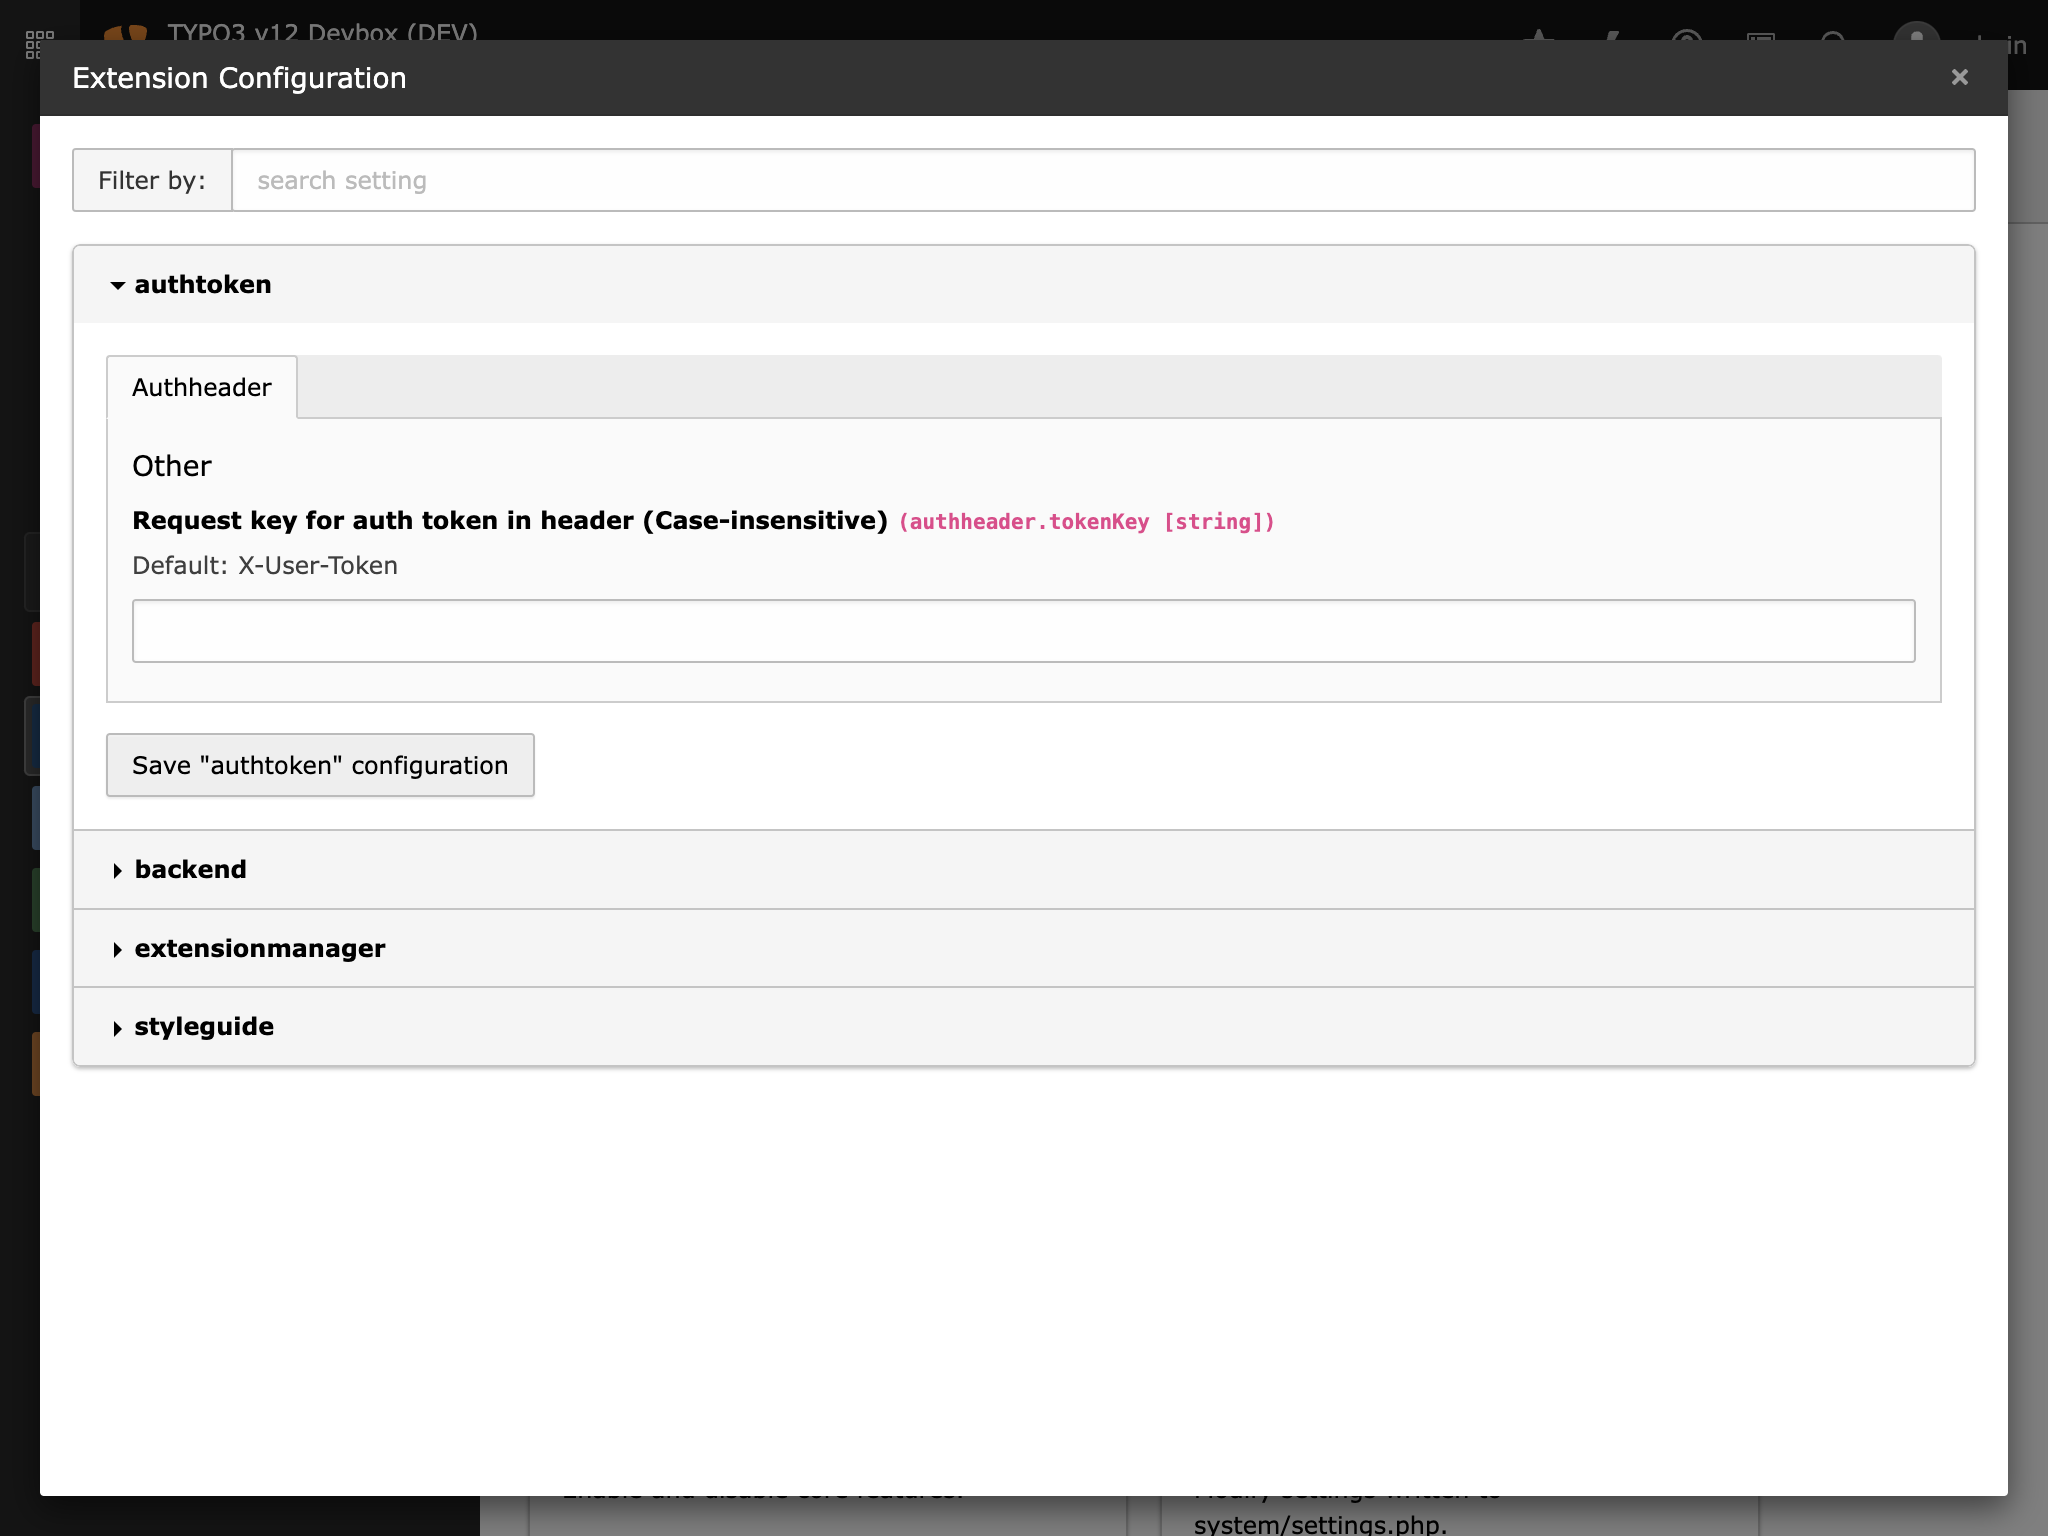 TYPO3 v12 Devbox (DEV)
Extension Configuration
Filter by: search setting
authtoken
Authheader
Other
Request key for auth token in header (Case-insensitive) (authheader.tokenKey [string])
Default: X-User-Token
Save "authtoken" configuration
backend
extensionmanager
styleguide
system/settings.php.